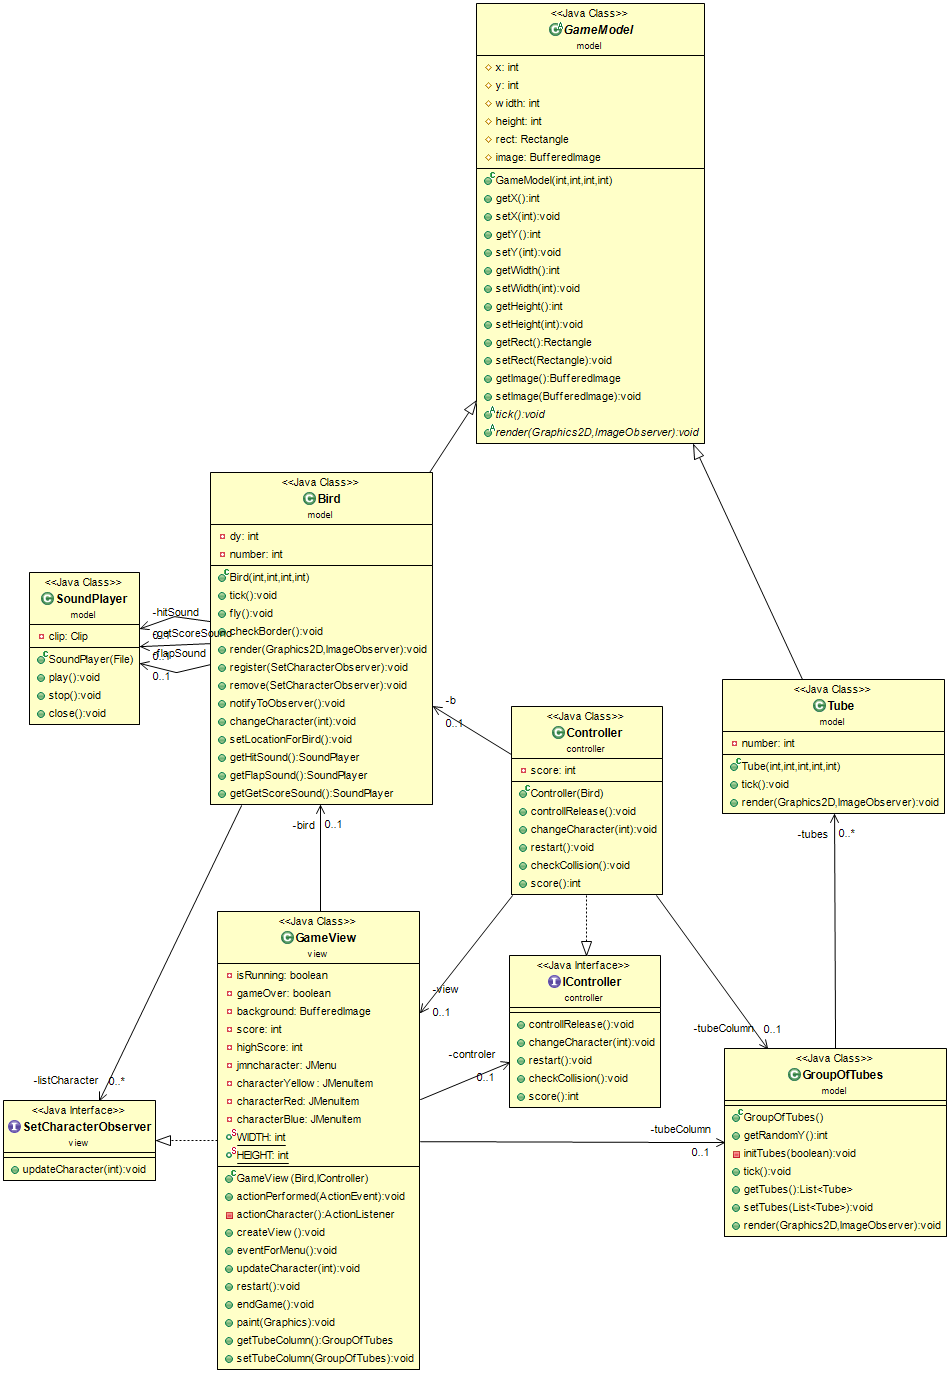 <<Java Class>>
GameModel
model
x: int
y: int
width: int
height: int
rect: Rectangle
image: BufferedImage
GameModel(int,int,int,int)
getX():int
setX(int):void
getY():int
setY(int):void
getWidth():int
setWidth(int):void
getHeight():int
setHeight(int):void
getRect():Rectangle
setRect(Rectangle):void
getImage():BufferedImage
setImage(BufferedImage):void
tick():void
render(Graphics2D,ImageObserver):void
<<Java Class>>
Bird
model
dy: int
number: int
Bird(int,int,int,int)
tick():void
fly():void
checkBorder():void
render(Graphics2D,ImageObserver):void
register(SetCharacterObserver):void
remove(SetCharacterObserver):void
notifyToObserver():void
changeCharacter(int):void
setLocationForBird():void
getHitSound():SoundPlayer
getFlapSound():SoundPlayer
getGetScoreSound():SoundPlayer
<<Java Class>>
SoundPlayer
model
clip: Clip
SoundPlayer(File)
play():void
stop():void
close():void
-hitSound
0..1
-getScoreSound
0..1
-flapSound
0..1
<<Java Class>>
Tube
model
number: int
Tube(int,int,int,int,int)
tick():void
render(Graphics2D,ImageObserver):void
-b
0..1
<<Java Class>>
Controller
controller
score: int
Controller(Bird)
controllRelease():void
changeCharacter(int):void
restart():void
checkCollision():void
score():int
-bird
0..1
-tubes
0..*
<<Java Class>>
GameView
view
isRunning: boolean
gameOver: boolean
background: BufferedImage
score: int
highScore: int
jmncharacter: JMenu
characterYellow: JMenuItem
characterRed: JMenuItem
characterBlue: JMenuItem
WIDTH: int
HEIGHT: int
GameView(Bird,IController)
actionPerformed(ActionEvent):void
actionCharacter():ActionListener
createView():void
eventForMenu():void
updateCharacter(int):void
restart():void
endGame():void
paint(Graphics):void
getTubeColumn():GroupOfTubes
setTubeColumn(GroupOfTubes):void
-view
0..1
<<Java Interface>>
IController
controller
controllRelease():void
changeCharacter(int):void
restart():void
checkCollision():void
score():int
-controler
0..1
-tubeColumn
0..1
<<Java Class>>
GroupOfTubes
model
GroupOfTubes()
getRandomY():int
initTubes(boolean):void
tick():void
getTubes():List<Tube>
setTubes(List<Tube>):void
render(Graphics2D,ImageObserver):void
-tubeColumn
0..1
-listCharacter
0..*
<<Java Interface>>
SetCharacterObserver
view
updateCharacter(int):void